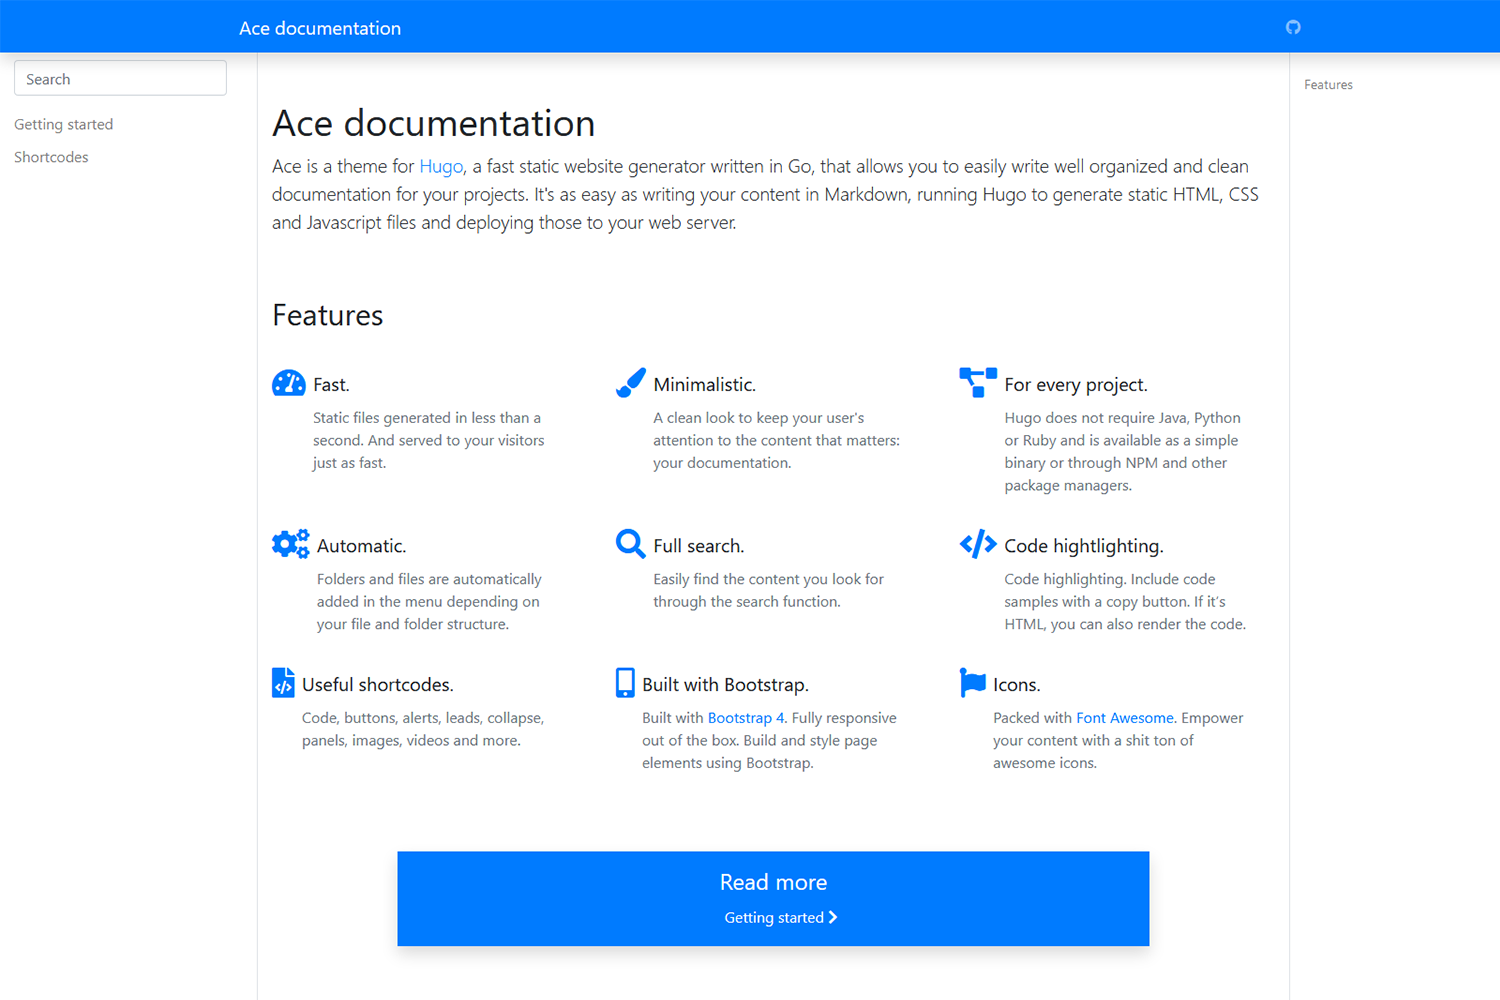 Ace documentation
Search
Getting started
Shortcodes
Features
Ace documentation
Ace is a theme for Hugo, a fast static website generator written in Go, that allows you to easily write well organized and clean
documentation for your projects. It's as easy as writing your content in Markdown, running Hugo to generate static HTML, CSS
and Javascript files and deploying those to your web server.
Features
Fast.
Static files generated in less than a
second. And served to your visitors
just as fast.
Minimalistic.
A clean look to keep your user's
attention to the content that matters:
your documentation.
For every project.
Hugo does not require Java, Python
or Ruby and is available as a simple
binary or through NPM and other
package managers.
Automatic.
Folders and files are automatically
added in the menu depending on
your file and folder structure.
Full search.
Easily find the content you look for
through the search function.
Code hightlighting.
Code highlighting. Include code
samples with a copy button. If it's
HTML, you can also render the code.
Useful shortcodes.
Code, buttons, alerts, leads, collapse,
panels, images, videos and more.
Built with Bootstrap.
Built with Bootstrap 4. Fully responsive
out of the box. Build and style page
elements using Bootstrap.
Icons.
Packed with Font Awesome. Empower
your content with a shit ton of
awesome icons.
Read more
Getting started